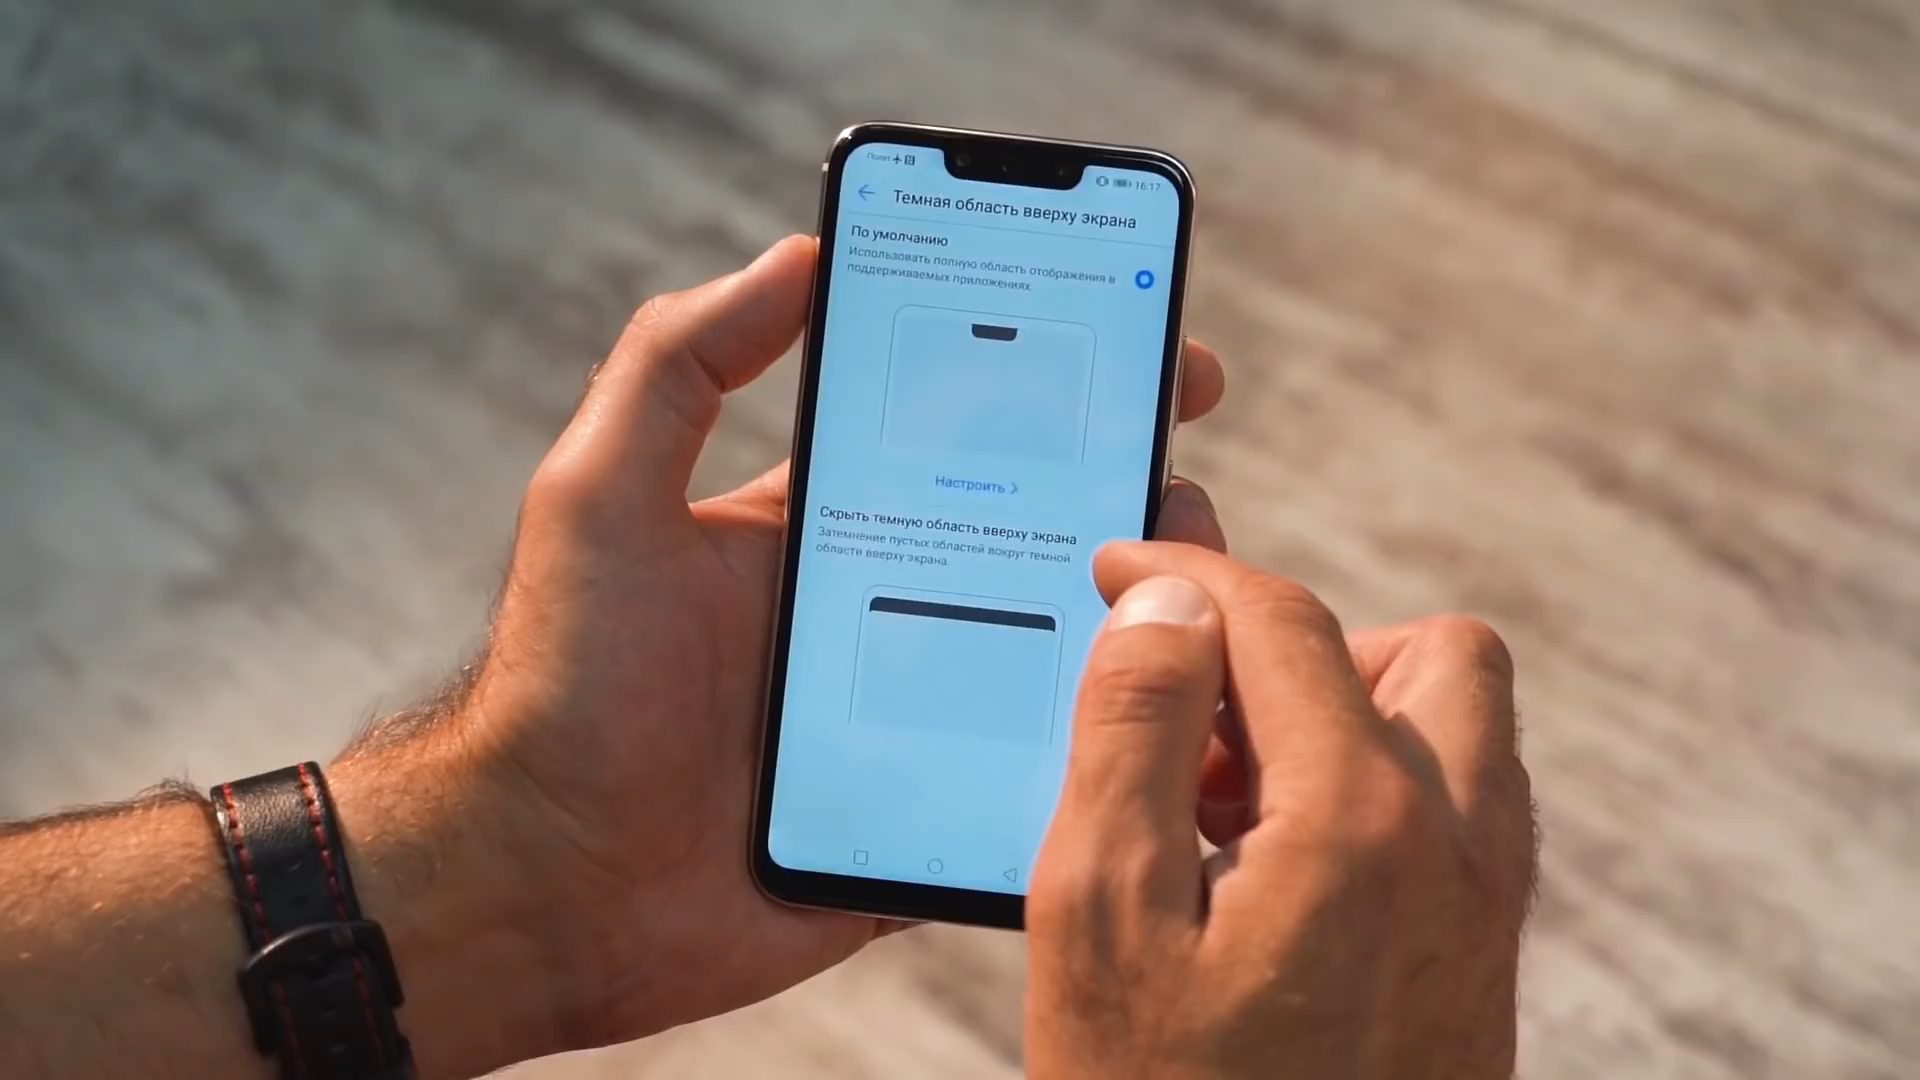 Полет
16:17
Темная область вверху экрана
По умолчанию
Использовать полную область отображения в
поддерживаемых приложениях.
Настроить
Скрыть темную область вверху экрана
Затемнение пустых областей вокруг темной
области вверху экрана.